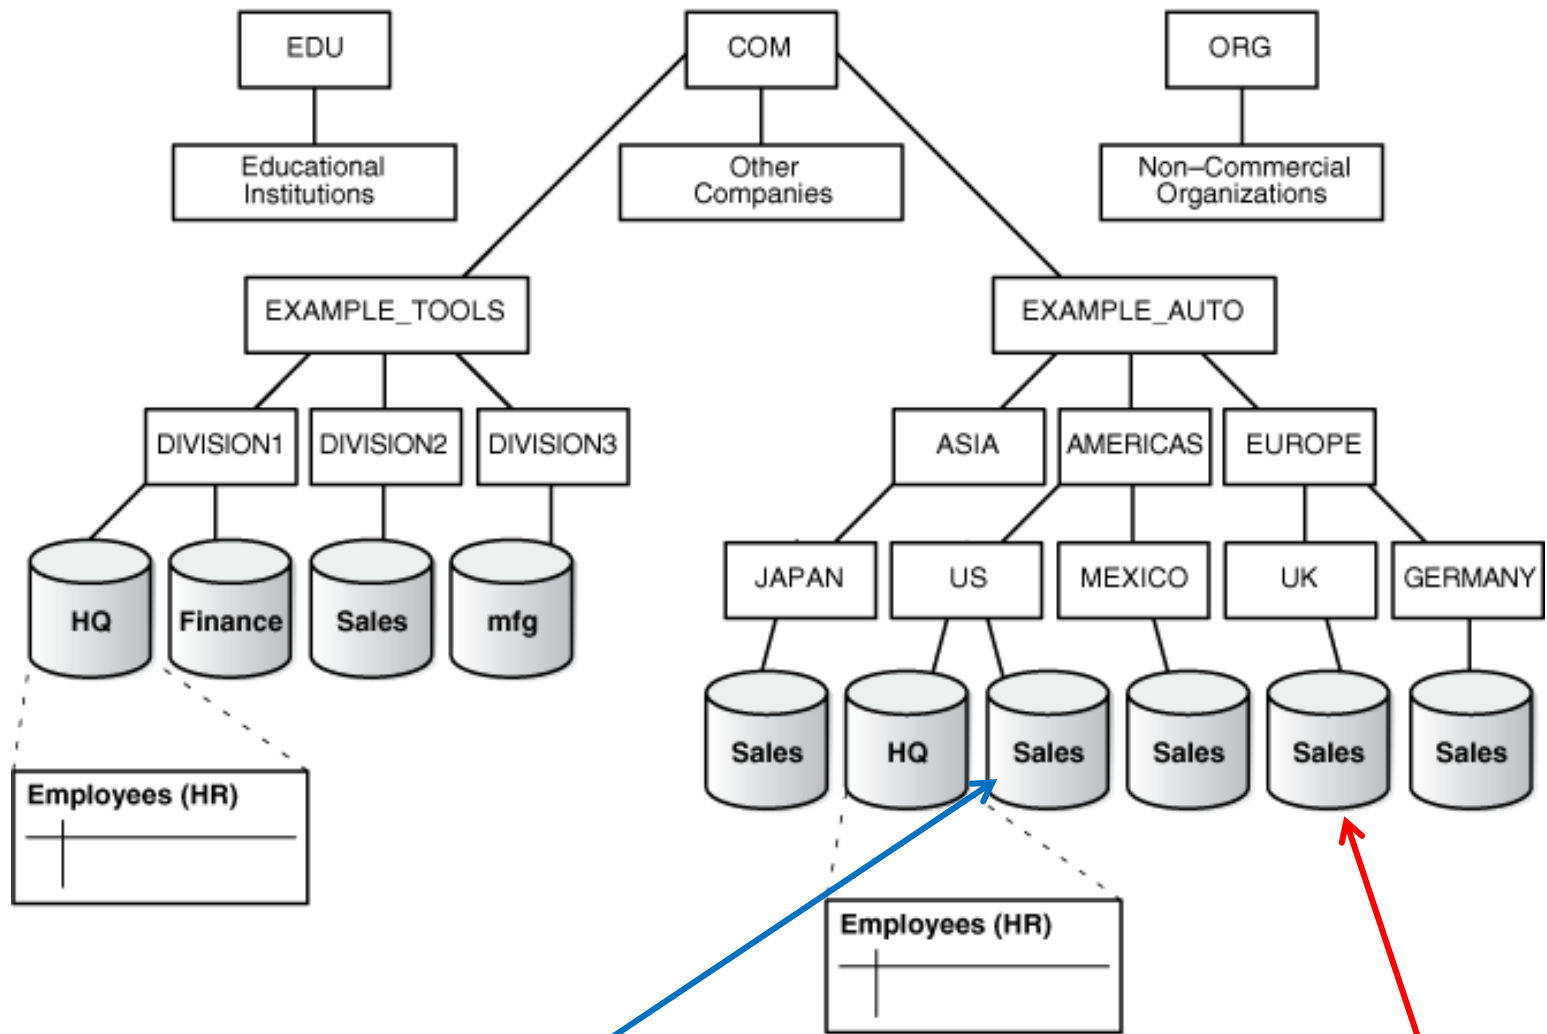 EDU
COM
ORG
Educational
Institutions
Other
Companies
Non–Commercial
Organizations
EXAMPLE_TOOLS
EXAMPLE_AUTO
DIVISION1
DIVISION2
DIVISION3
ASIA
AMERICAS
EUROPE
JAPAN
US
MEXICO
UK
GERMANY
HQ
Finance
Sales
mfg
Sales
HQ
Sales
Sales
Sales
Sales
Employees (HR)
Employees (HR)